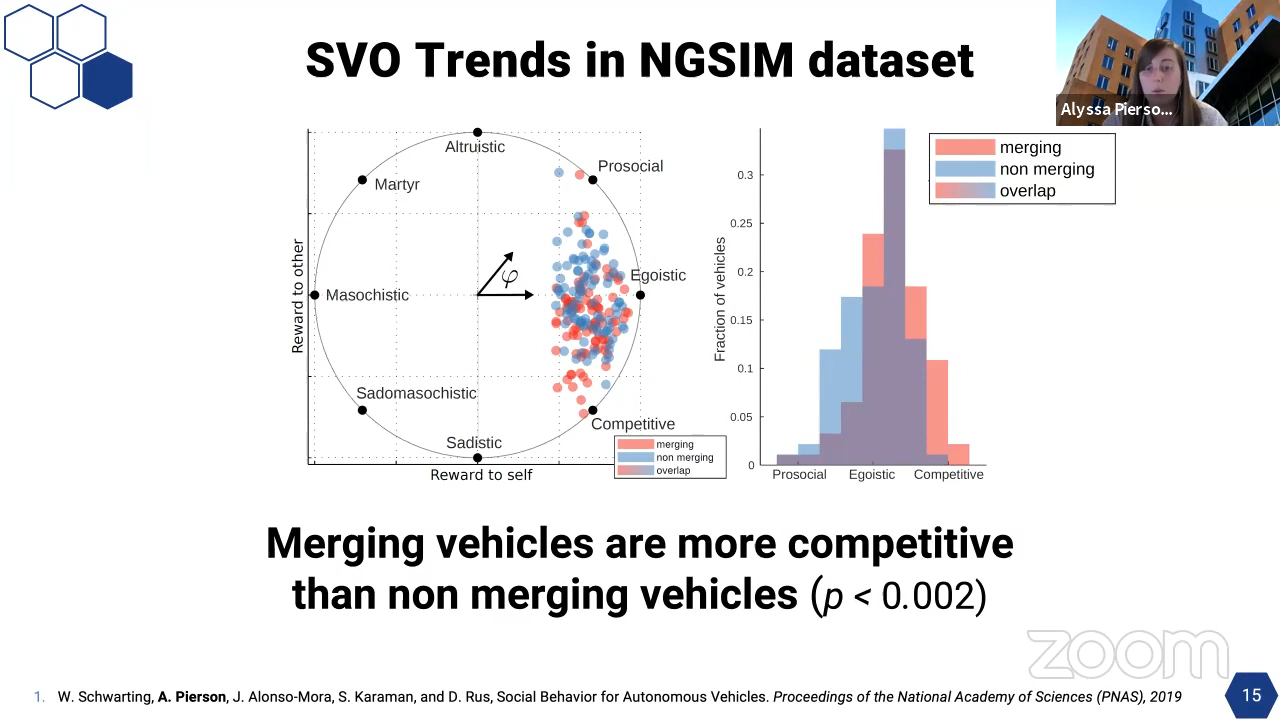 SVO Trends in NGSIM dataset
Alyssa Pierso...
Altruistic
Prosocial
Martyr
Egoistic
Masochistic
φ
Sadomasochistic
Competitive
Sadistic
Reward to other
Reward to self
merging
non merging
overlap
merging
non merging
overlap
Fraction of vehicles
0.3
0.25
0.2
0.15
0.1
0.05
0
Prosocial Egoistic Competitive
Merging vehicles are more competitive
than non merging vehicles (p < 0.002)
zoom
1. W. Schwarting, A. Pierson, J. Alonso-Mora, S. Karaman, and D. Rus, Social Behavior for Autonomous Vehicles. Proceedings of the National Academy of Sciences (PNAS), 2019
15